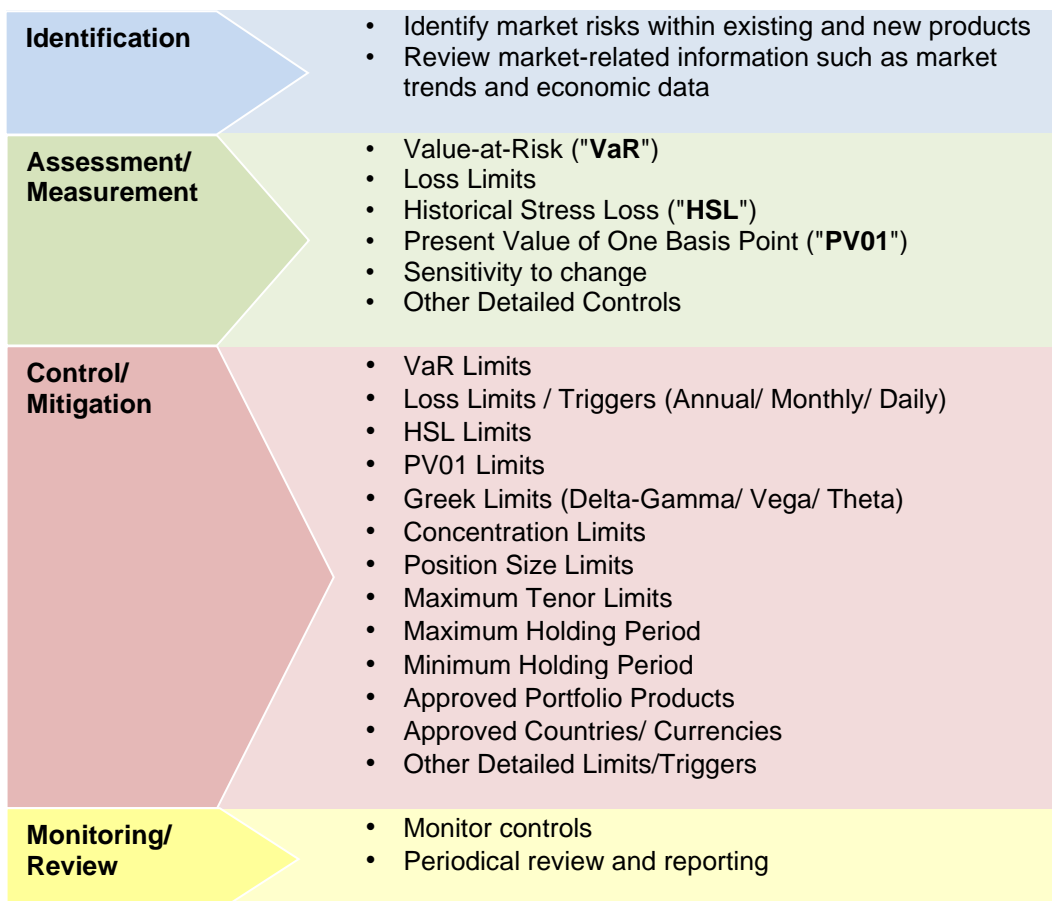 Identification
• Identify market risks within existing and new products
• Review market-related information such as market
trends and economic data
Assessment/
Measurement
• Value-at-Risk ("VaR")
• Loss Limits
• Historical Stress Loss ("HSL")
• Present Value of One Basis Point ("PV01")
• Sensitivity to change
• Other Detailed Controls
Control/
Mitigation
• VaR Limits
• Loss Limits / Triggers (Annual/ Monthly/ Daily)
• HSL Limits
• PV01 Limits
• Greek Limits (Delta-Gamma/ Vega/ Theta)
• Concentration Limits
• Position Size Limits
• Maximum Tenor Limits
• Maximum Holding Period
• Minimum Holding Period
• Approved Portfolio Products
• Approved Countries/ Currencies
• Other Detailed Limits/Triggers
Monitoring/
Review
• Monitor controls
• Periodical review and reporting